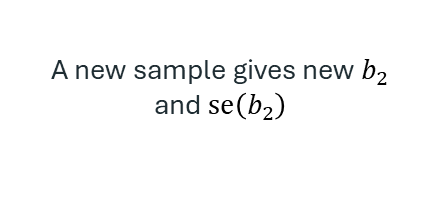 A new sample gives new b₂
and se(b₂)